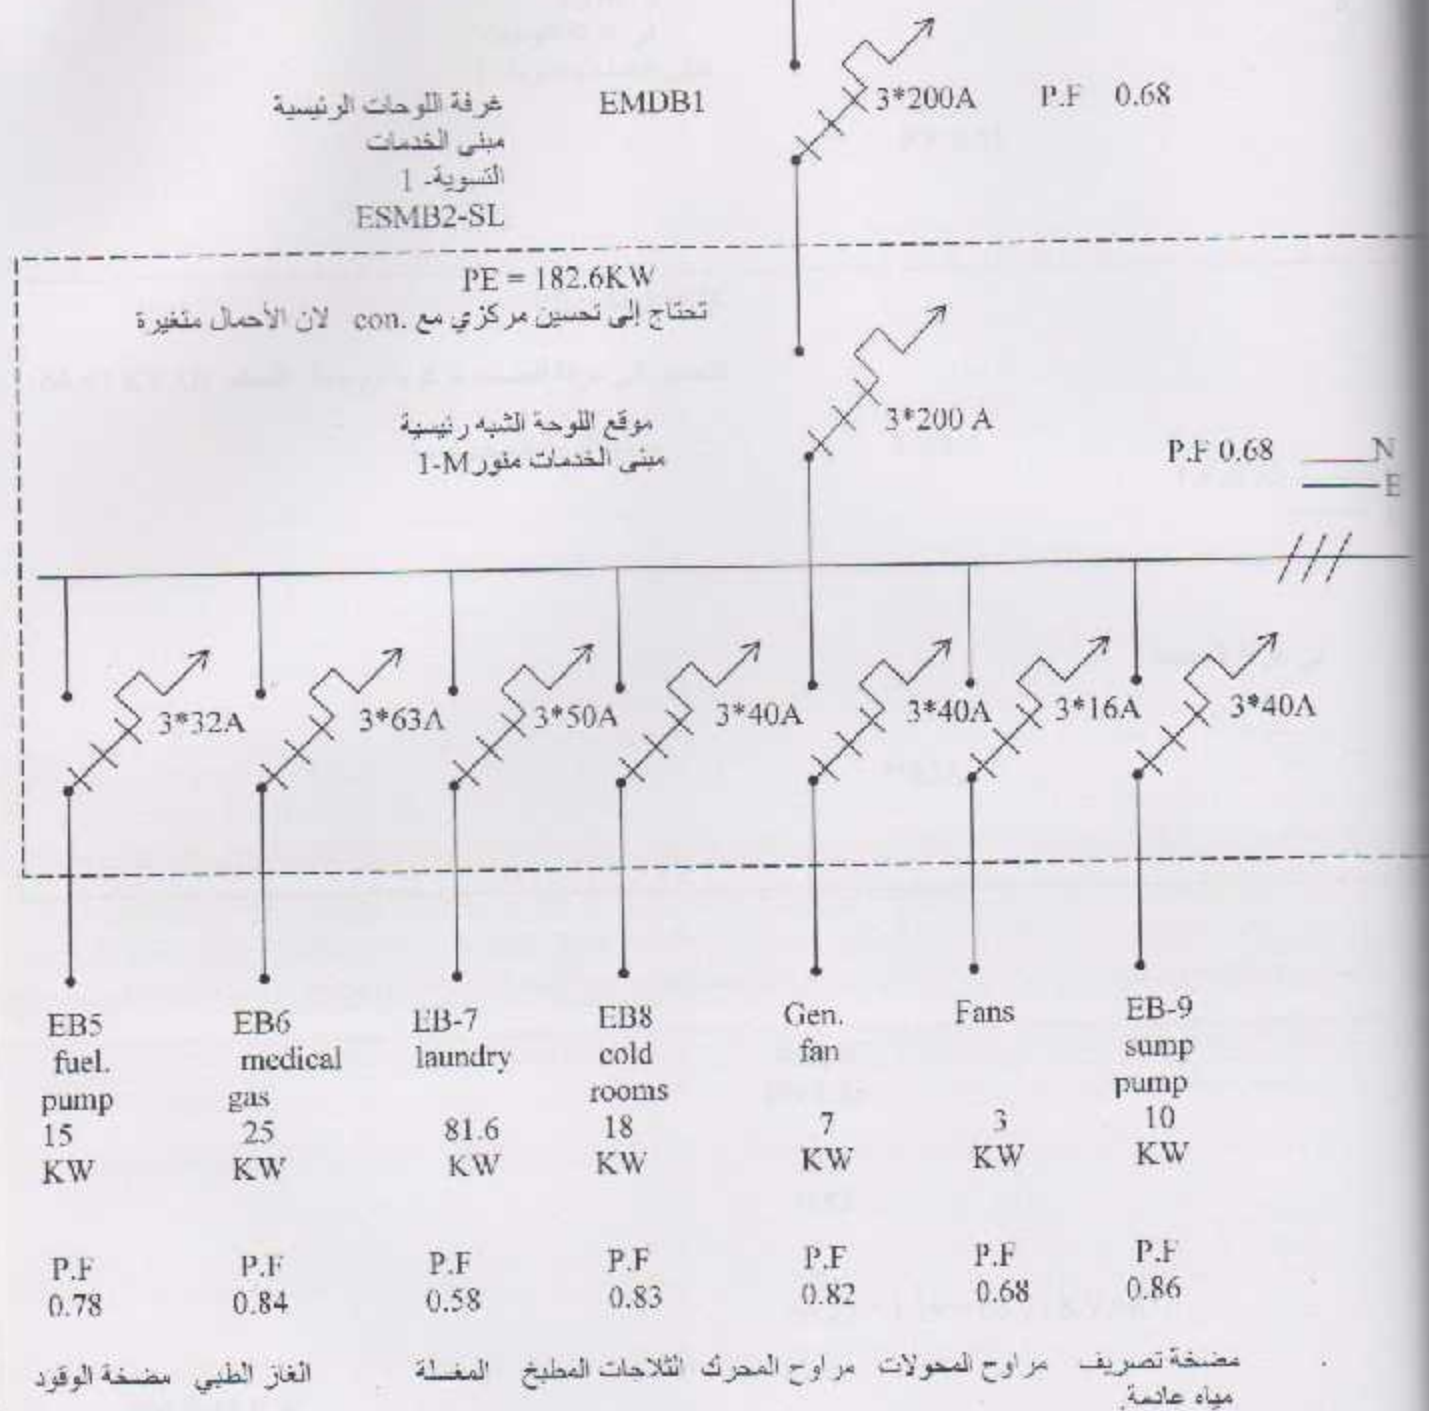 EMDB1
3*200A
P.F 0.68
غرفة اللوحات الرئيسية
مبنى الخدمات
التسوية- 1
ESMB2-SL
PE = 182.6KW
تحتاج إلى تحسين مركزي مع .con لان الأحمال متغيرة
3*200 A
موقع اللوحة الشبه رئيسية
مبنى الخدمات منور 1-M
P.F 0.68
N
E
3*32A
3*63A
3*50A
3*40A
3*40A
3*16A
3*40A
EB5
fuel.
pump
15
KW
EB6
medical
gas
25
KW
EB-7
laundry
81.6
KW
EB8
cold
rooms
18
KW
Gen.
fan
7
KW
Fans
3
KW
EB-9
sump
pump
10
KW
P.F
0.78
P.F
0.84
P.F
0.58
P.F
0.83
P.F
0.82
P.F
0.68
P.F
0.86
مضخة تصريف مراوح المحولات مراوح المحرك الثلاجات المطبخ المغسلة الغاز الطبي مضخة الوقود
مياه عادمة.